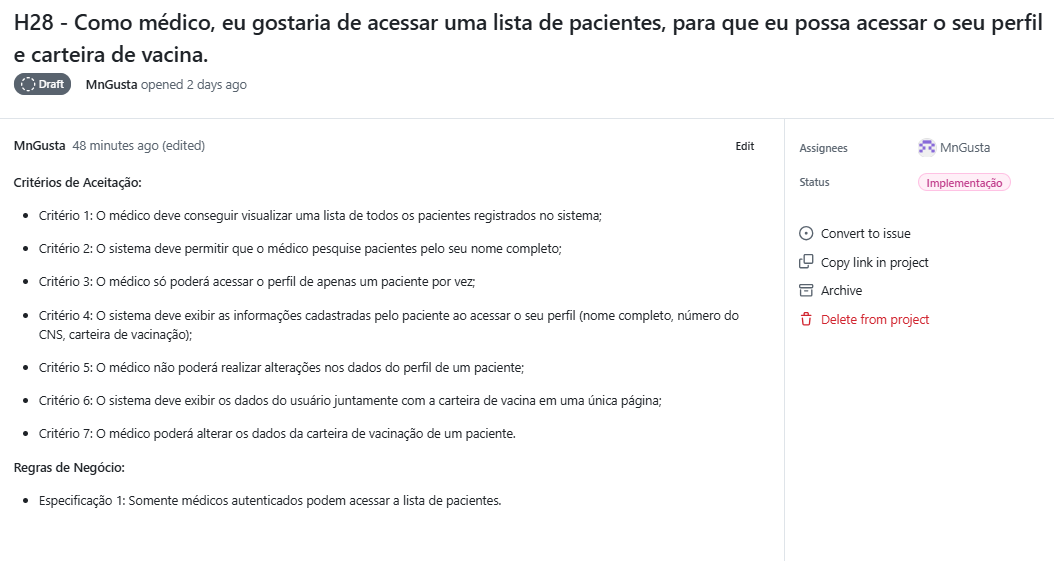 H28 - Como médico, eu gostaria de acessar uma lista de pacientes, para que eu possa acessar o seu perfil
e carteira de vacina.
Draft MnGusta opened 2 days ago
MnGusta 48 minutes ago (edited) Edit
Critérios de Aceitação:
• Critério 1: O médico deve conseguir visualizar uma lista de todos os pacientes registrados no sistema;
• Critério 2: O sistema deve permitir que o médico pesquise pacientes pelo seu nome completo;
• Critério 3: O médico só poderá acessar o perfil de apenas um paciente por vez;
• Critério 4: O sistema deve exibir as informações cadastradas pelo paciente ao acessar o seu perfil (nome completo, número do
CNS, carteira de vacinação);
• Critério 5: O médico não poderá realizar alterações nos dados do perfil de um paciente;
• Critério 6: O sistema deve exibir os dados do usuário juntamente com a carteira de vacina em uma única página;
• Critério 7: O médico poderá alterar os dados da carteira de vacinação de um paciente.
Regras de Negócio:
• Especificação 1: Somente médicos autenticados podem acessar a lista de pacientes.
Assignees MnGusta
Status Implementação
Convert to issue
Copy link in project
Archive
Delete from project